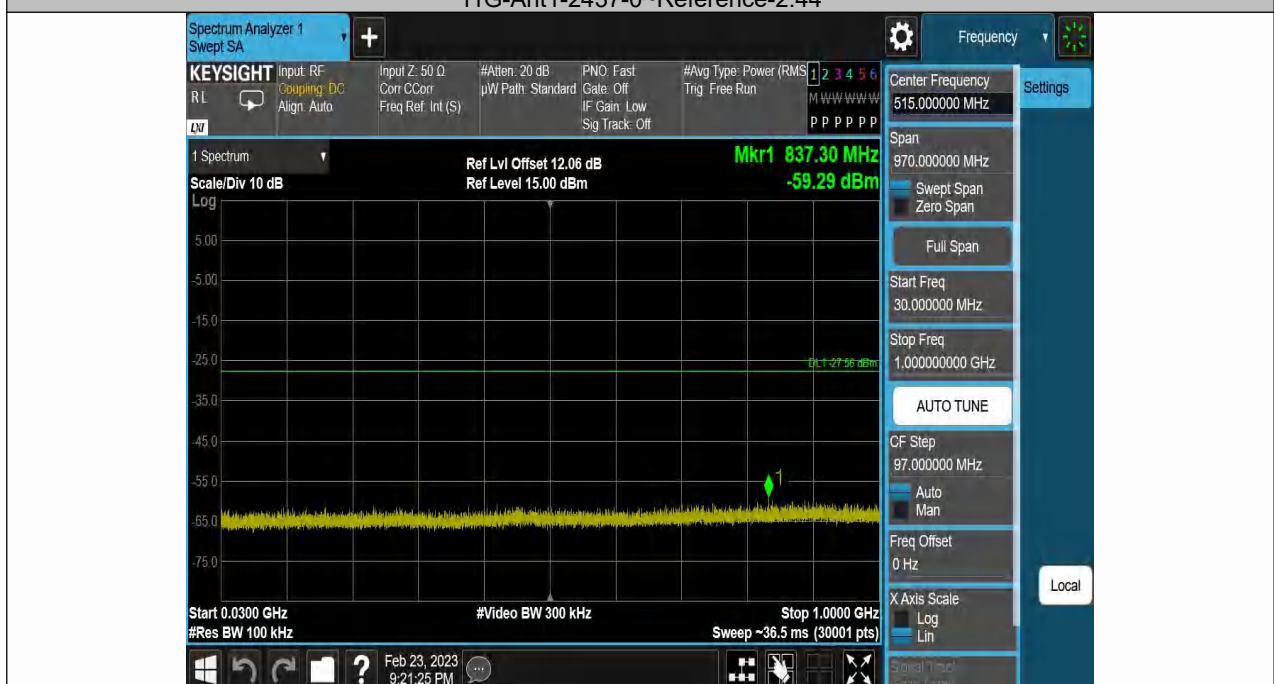 Spectrum Analyzer 1
Swept SA
Frequency
KEYSIGHT
RL
LXI
Input: RF
Coupling: DC
Align: Auto
Input Z: 50 Ω
Corr CCorr
Freq Ref: Int (S)
#Atten: 20 dB
µW Path: Standard
PNO: Fast
Gate: Off
IF Gain: Low
Sig Track: Off
#Avg Type: Power (RMS
Trig: Free Run
1 2 3 4 5 6
M W W W W W
P P P P P P
Center Frequency
515.000000 MHz
Settings
Span
970.000000 MHz
Swept Span
Zero Span
Full Span
Start Freq
30.000000 MHz
Stop Freq
1.000000000 GHz
AUTO TUNE
CF Step
97.000000 MHz
Auto
Man
Freq Offset
0 Hz
X Axis Scale
Log
Lin
Local
1 Spectrum
Scale/Div 10 dB
Log
Ref Lvl Offset 12.06 dB
Ref Level 15.00 dBm
Mkr1 837.30 MHz
-59.29 dBm
5.00
-5.00
-15.0
-25.0
DL1 -27.56 dBm
-35.0
-45.0
-55.0
1
-65.0
-75.0
Start 0.0300 GHz
#Res BW 100 kHz
#Video BW 300 kHz
Stop 1.0000 GHz
Sweep ~36.5 ms (30001 pts)
?
Feb 23, 2023
9:21:25 PM